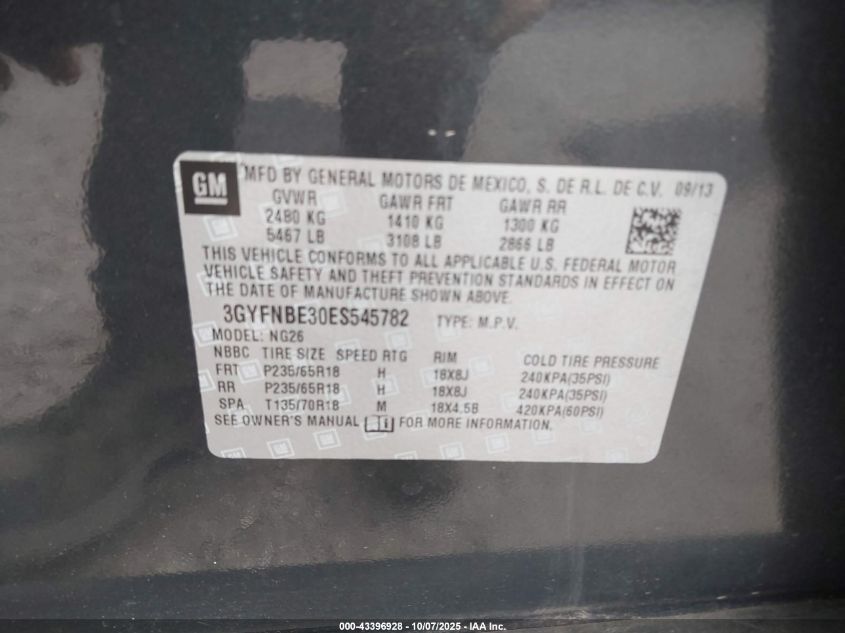 GM
MFD BY GENERAL MOTORS DE MEXICO, S. DE R.L. DE C.V. 09/13
GVWR GAWR FRT GAWR RR
2480 KG 1410 KG 1300 KG
5467 LB 3108 LB 2866 LB
THIS VEHICLE CONFORMS TO ALL APPLICABLE U.S. FEDERAL MOTOR
VEHICLE SAFETY AND THEFT PREVENTION STANDARDS IN EFFECT ON
THE DATE OF MANUFACTURE SHOWN ABOVE.
3GYFNBE30ES545782 TYPE: M.P.V.
MODEL: NG26
NBBC TIRE SIZE SPEED RTG RIM COLD TIRE PRESSURE
FRT P235/65R18 H 18X8J 240KPA(35PSI)
RR P235/65R18 H 18X8J 240KPA(35PSI)
SPA T135/70R18 M 18X4.5B 420KPA(60PSI)
SEE OWNER'S MANUAL FOR MORE INFORMATION.
000-43396928 - 10/07/2025 - IAA Inc.